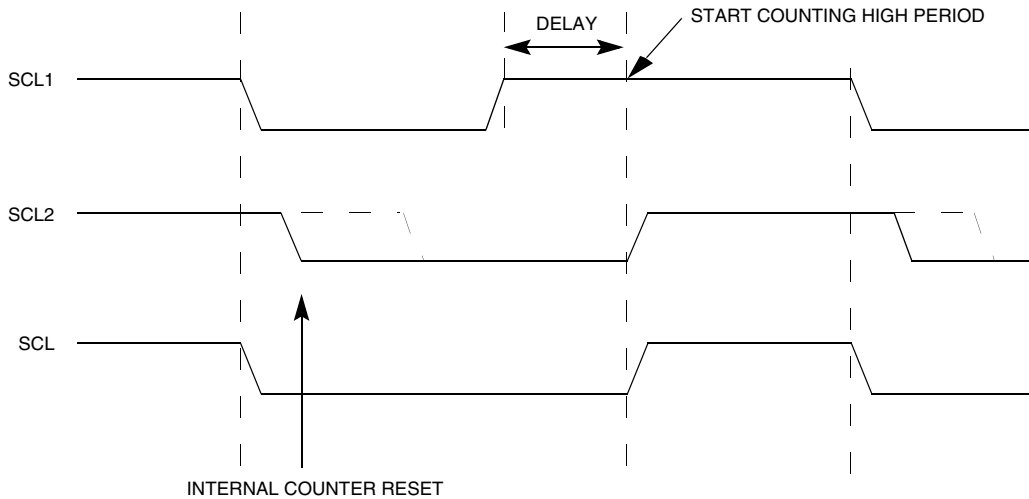 START COUNTING HIGH PERIOD
DELAY
SCL1
SCL2
SCL
INTERNAL COUNTER RESET